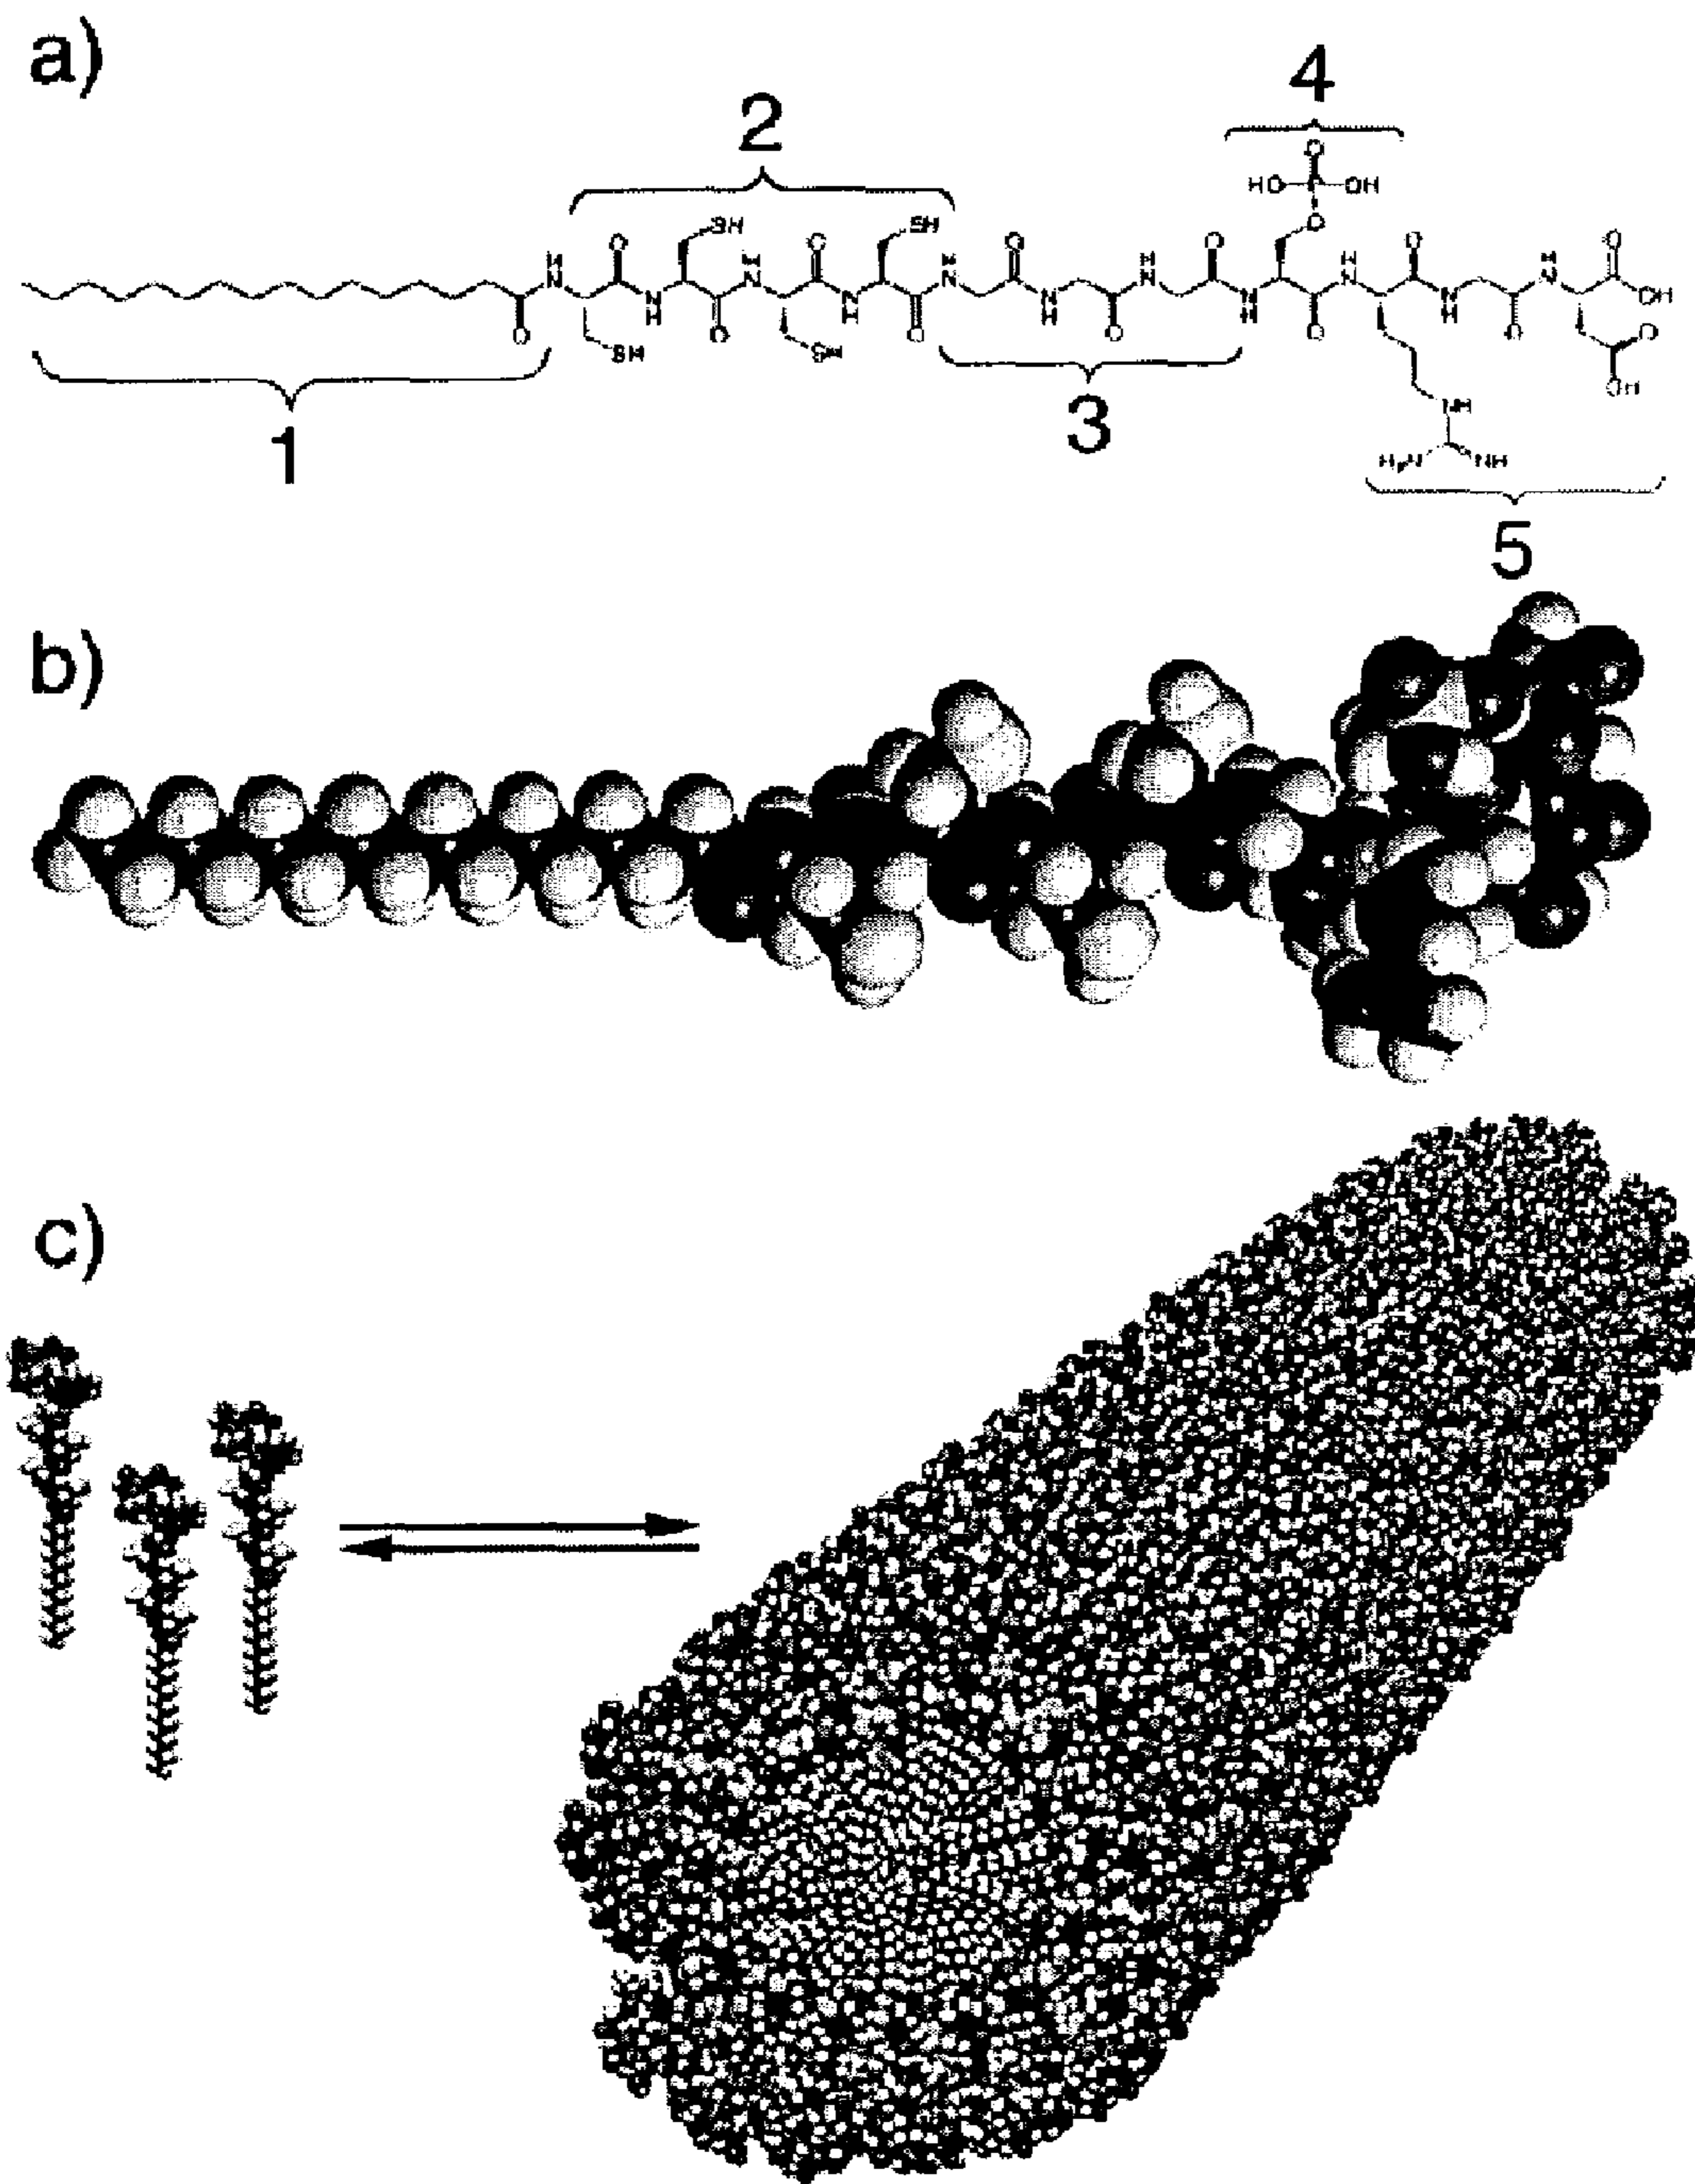 a)
4
2
O
HO P OH
O
SH SH
O O O O O O
H H H H H H
N N N N N N
N N N N N N
H H H H H H
OH
O O O O O O
SH SH
O
OH
1
3
NH
H₂N NH
5
b)
c)